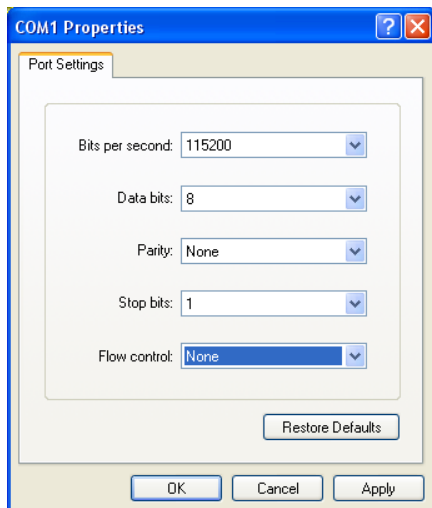 COM1 Properties
Port Settings
Bits per second: 115200
Data bits: 8
Parity: None
Stop bits: 1
Flow control: None
Restore Defaults
OK Cancel Apply